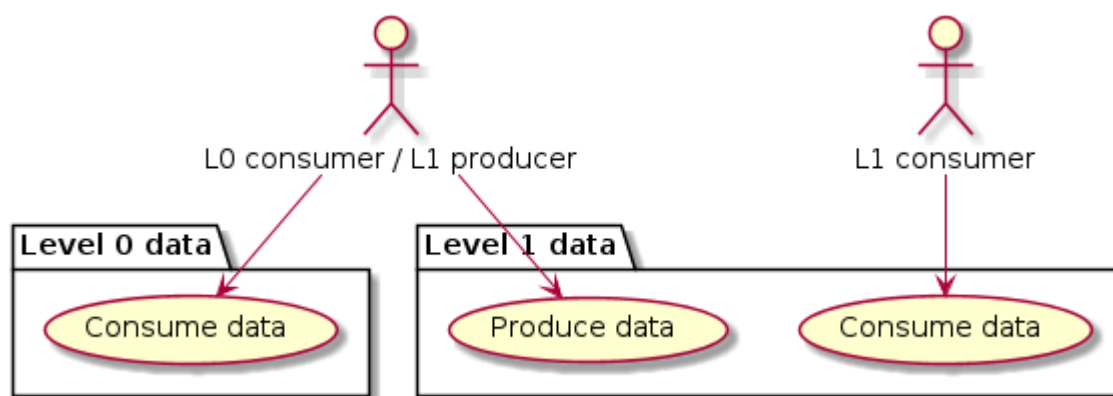 L0 consumer / L1 producer
L1 consumer
Level 0 data
Level 1 data
Consume data
Produce data
Consume data